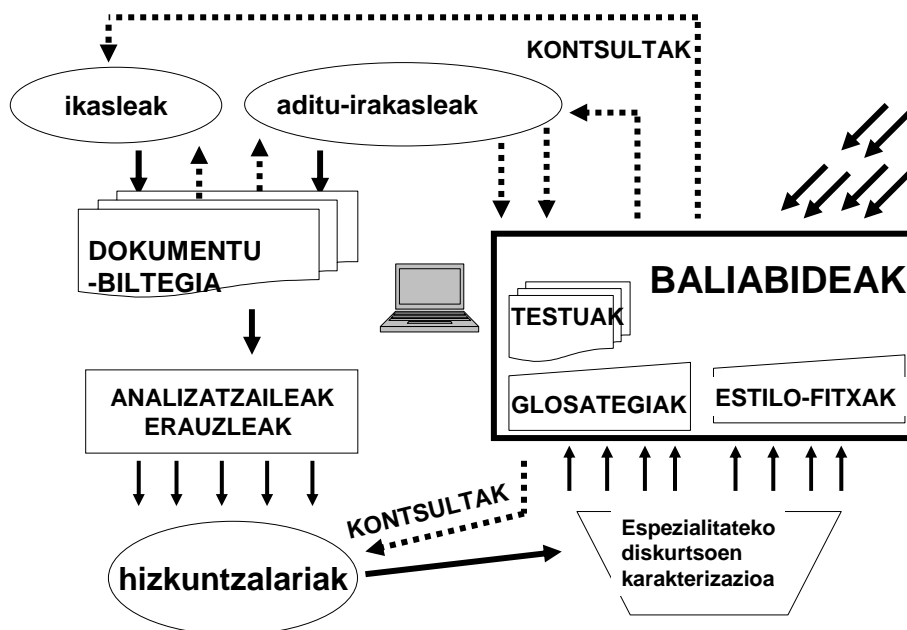 KONTSULTAK
ikasleak
aditu-irakasleak
DOKUMENTU
-BILTEGIA
BALIABIDEAK
TESTUAK
GLOSATEGIAK
ESTILO-FITXAK
ANALIZATZAILEAK
ERAUZLEAK
KONTSULTAK
hizkuntzalariak
Espezialitateko
diskurtsoen
karakterizazioa